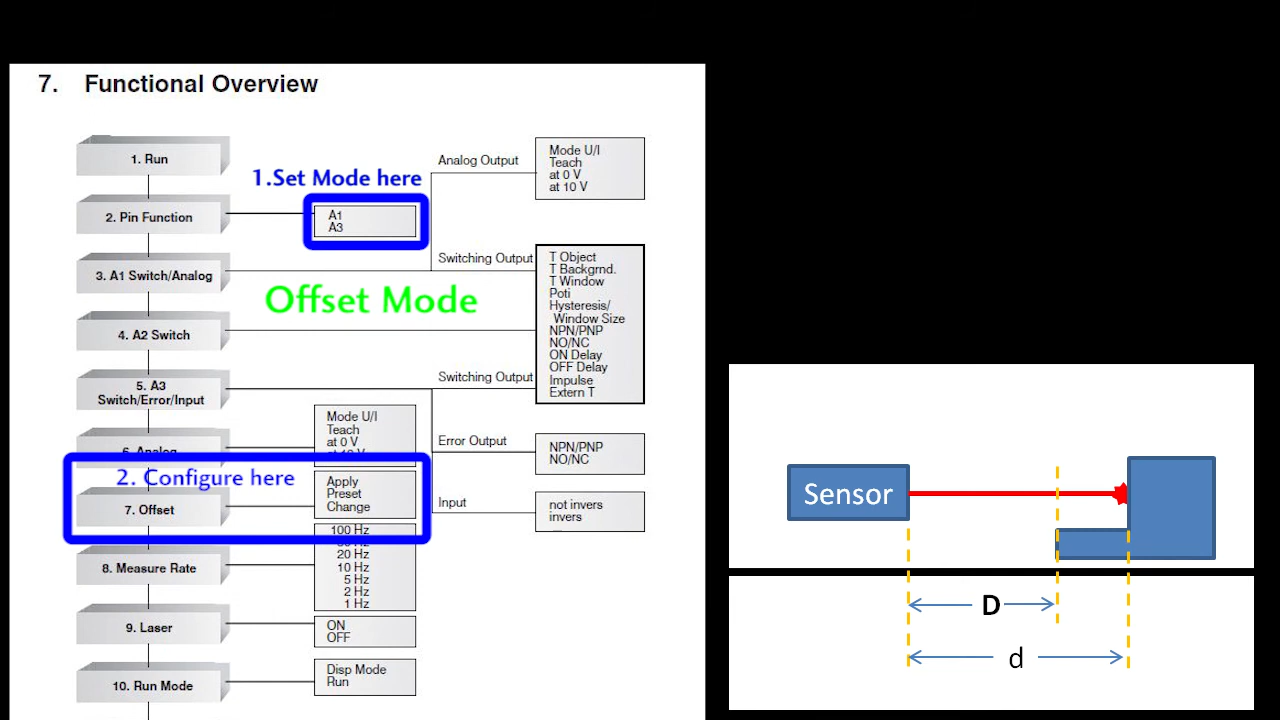 7. Functional Overview
1. Run
1.Set Mode here
Analog Output
Mode U/I
Teach
at 0 V
at 10 V
2. Pin Function
A1
A3
3. A1 Switch/Analog
Switching Output
T Object
T Backgrnd.
T Window
Poti
Hysteresis/
Window Size
NPN/PNP
NO/NC
ON Delay
OFF Delay
Impulse
Extern T
Offset Mode
4. A2 Switch
5. A3
Switch/Error/Input
Switching Output
6. Analog
Mode U/I
Teach
at 0 V
at 10 V
Error Output
NPN/PNP
NO/NC
2. Configure here
7. Offset
Apply
Preset
Change
Input
not invers
invers
8. Measure Rate
100 Hz
20 Hz
10 Hz
5 Hz
2 Hz
1 Hz
9. Laser
ON
OFF
10. Run Mode
Disp Mode
Run
Sensor
D
d